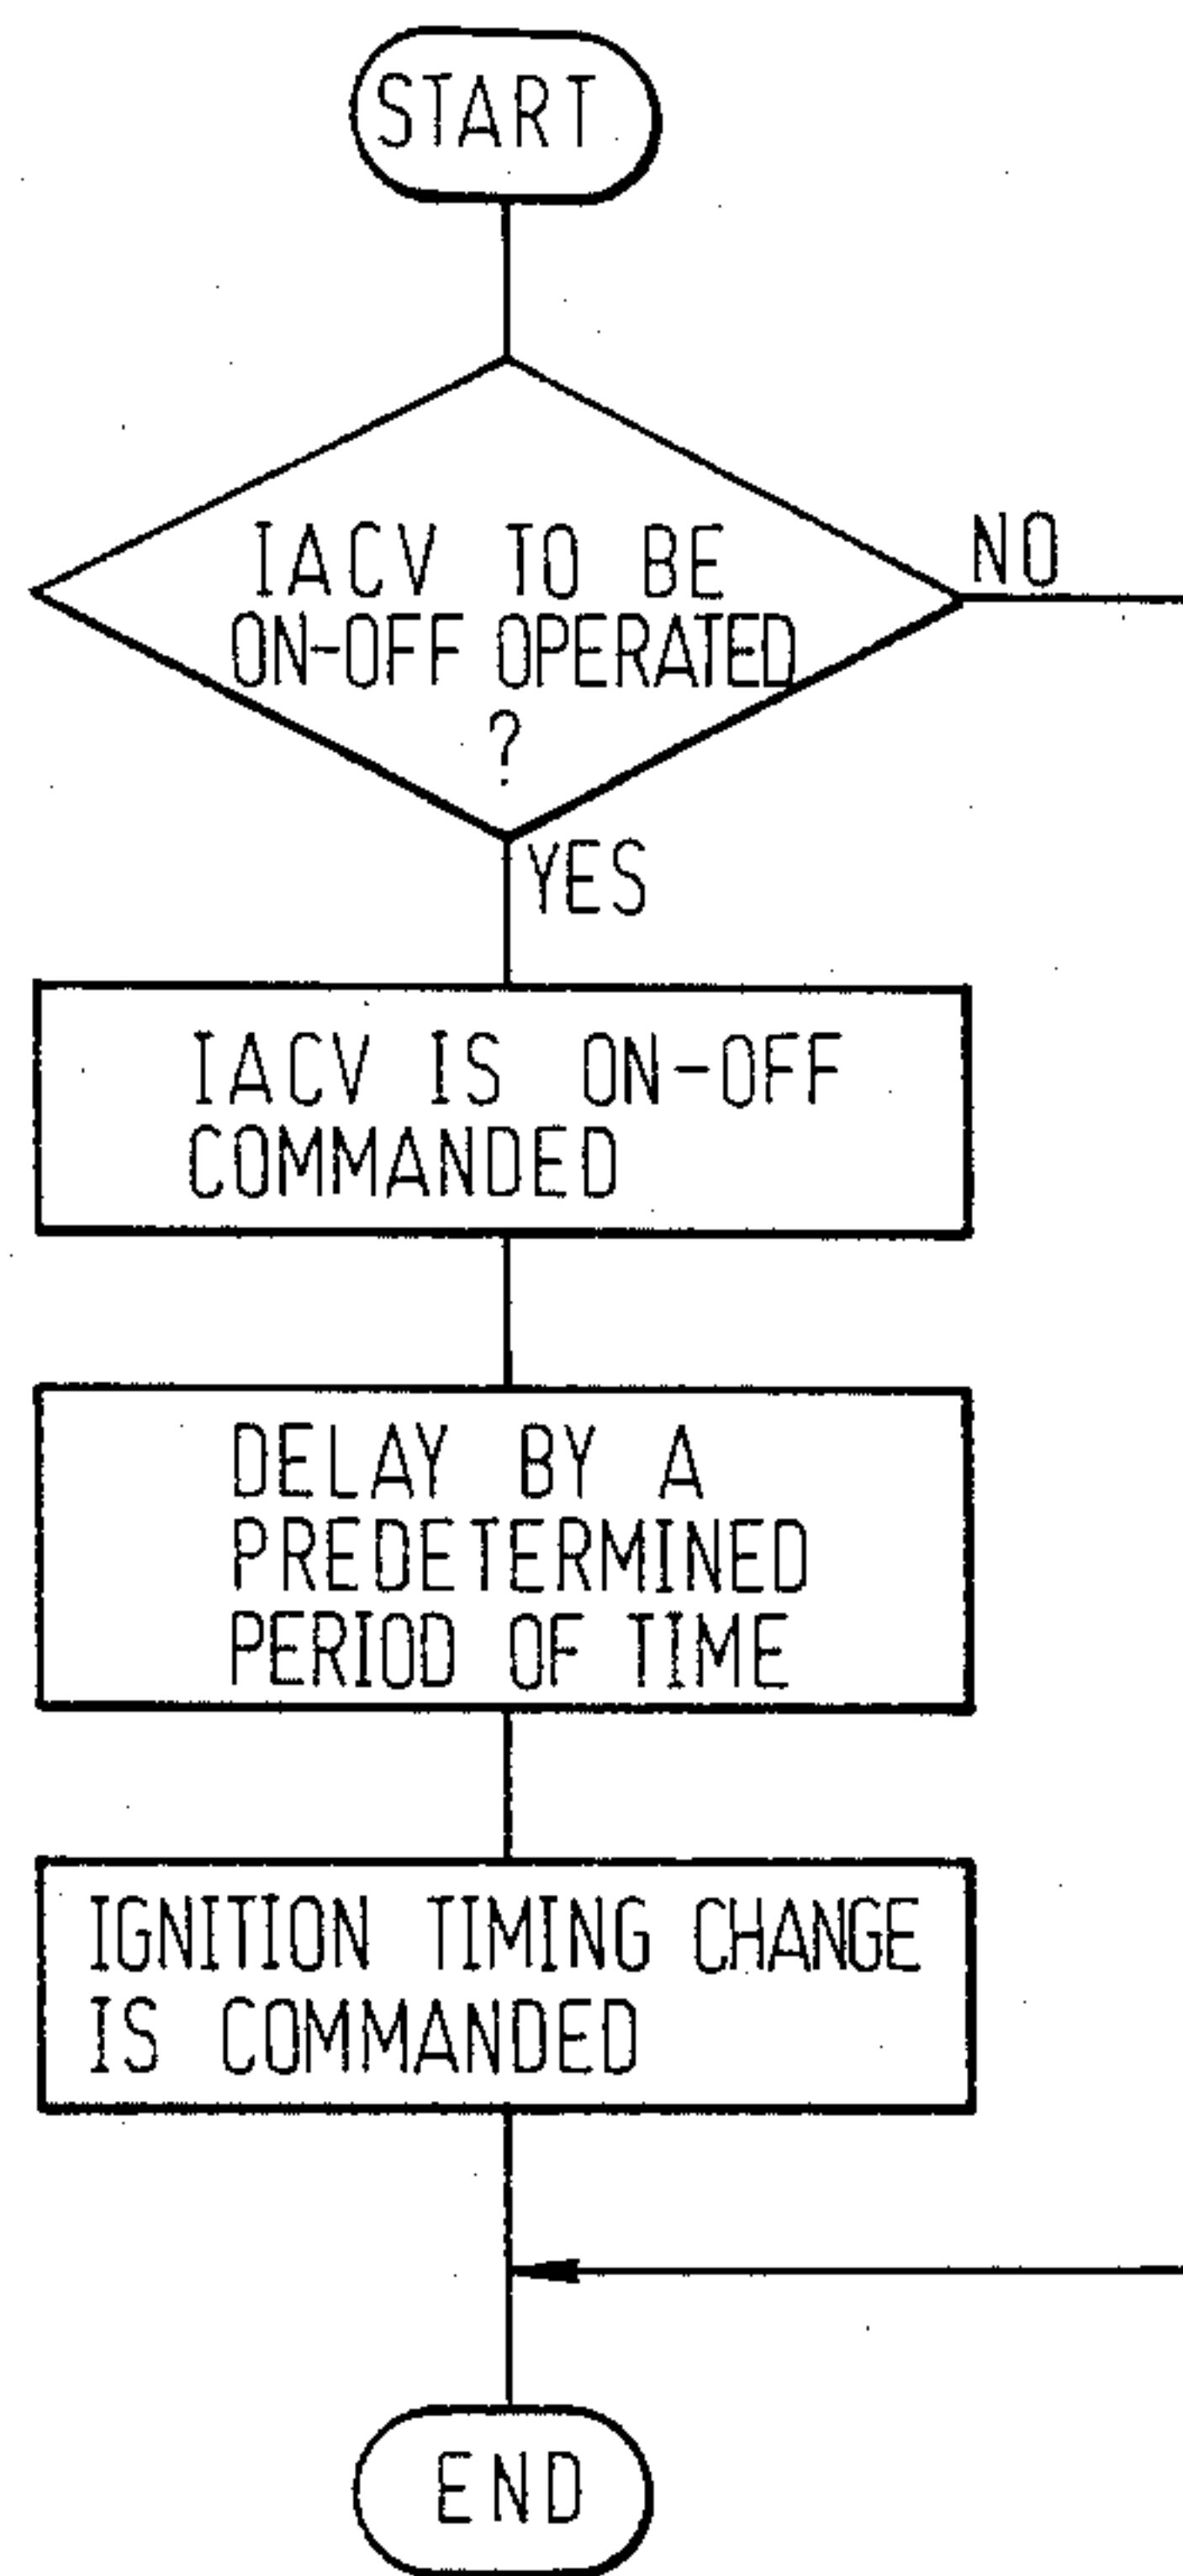 START
IACV TO BE
ON-OFF OPERATED
?
NO
YES
IACV IS ON-OFF
COMMANDED
DELAY BY A
PREDETERMINED
PERIOD OF TIME
IGNITION TIMING CHANGE
IS COMMANDED
END